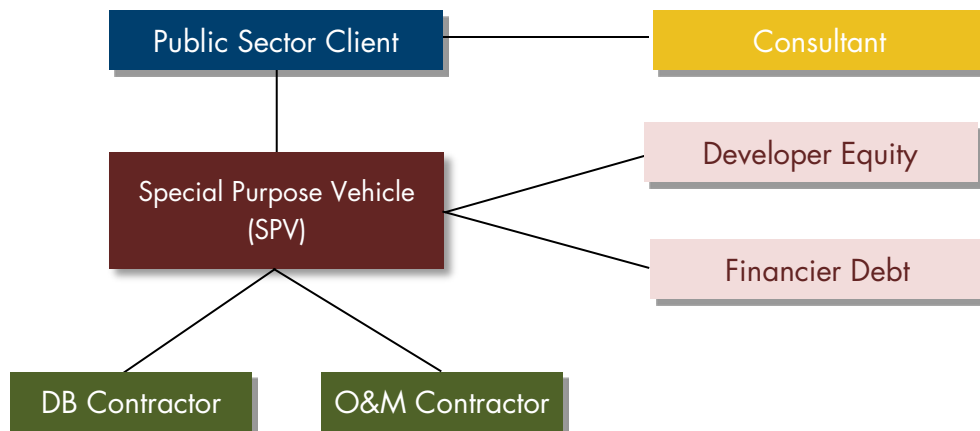 Public Sector Client
Consultant
Developer Equity
Special Purpose Vehicle
(SPV)
Financier Debt
DB Contractor
O&M Contractor